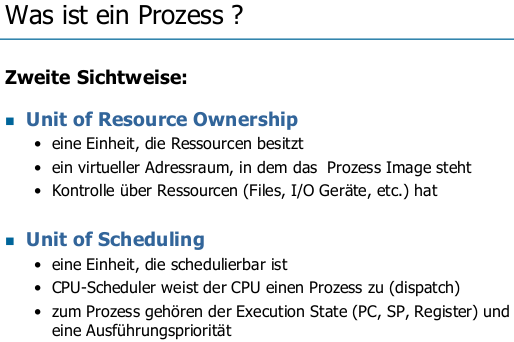 Was ist ein Prozess ?
Zweite Sichtweise:
Unit of Resource Ownership
eine Einheit, die Ressourcen besitzt
ein virtueller Adressraum, in dem das Prozess Image steht
Kontrolle über Ressourcen (Files, I/O Geräte, etc.) hat
Unit of Scheduling
eine Einheit, die schedulierbar ist
CPU-Scheduler weist der CPU einen Prozess zu (dispatch)
zum Prozess gehören der Execution State (PC, SP, Register) und
eine Ausführungspriorität